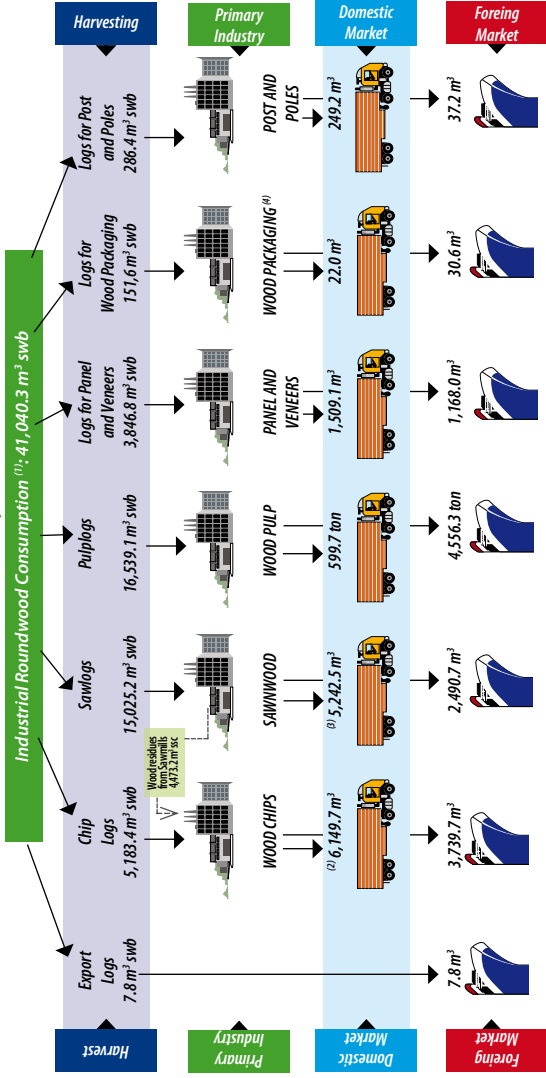 Industrial Roundwood Consumption (1): 41,040.3 m³ swb
Harvest
Export
Logs
7.8 m³ swb
Chip
Logs
5,183.4 m³ swb
Sawlogs
15,025.2 m³ swb
Pulplogs
16,539.1 m³ swb
Logs for Panel
and Veneers
3,846.8 m³ swb
Logs for
Wood Packaging
151,6 m³ swb
Logs for Post
and Poles
286.4 m³ swb
Harvesting
Wood residues
from Sawmills
4,473.2 m³ ssc
Primary
Industry
Primary
Industry
WOOD CHIPS
SAWNWOOD
WOOD PULP
PANEL AND
VENEERS
WOOD PACKAGING (4)
POST AND
POLES
Domestic
Market
(2) 6,149.7 m³
(3) 5,242.5 m³
599.7 ton
1,509.1 m³
22.0 m³
249.2 m³
Domestic
Market
Foreing
Market
7.8 m³
3,739.7 m³
2,490.7 m³
4,556.3 ton
1,168.0 m³
30.6 m³
37.2 m³
Foreing
Market